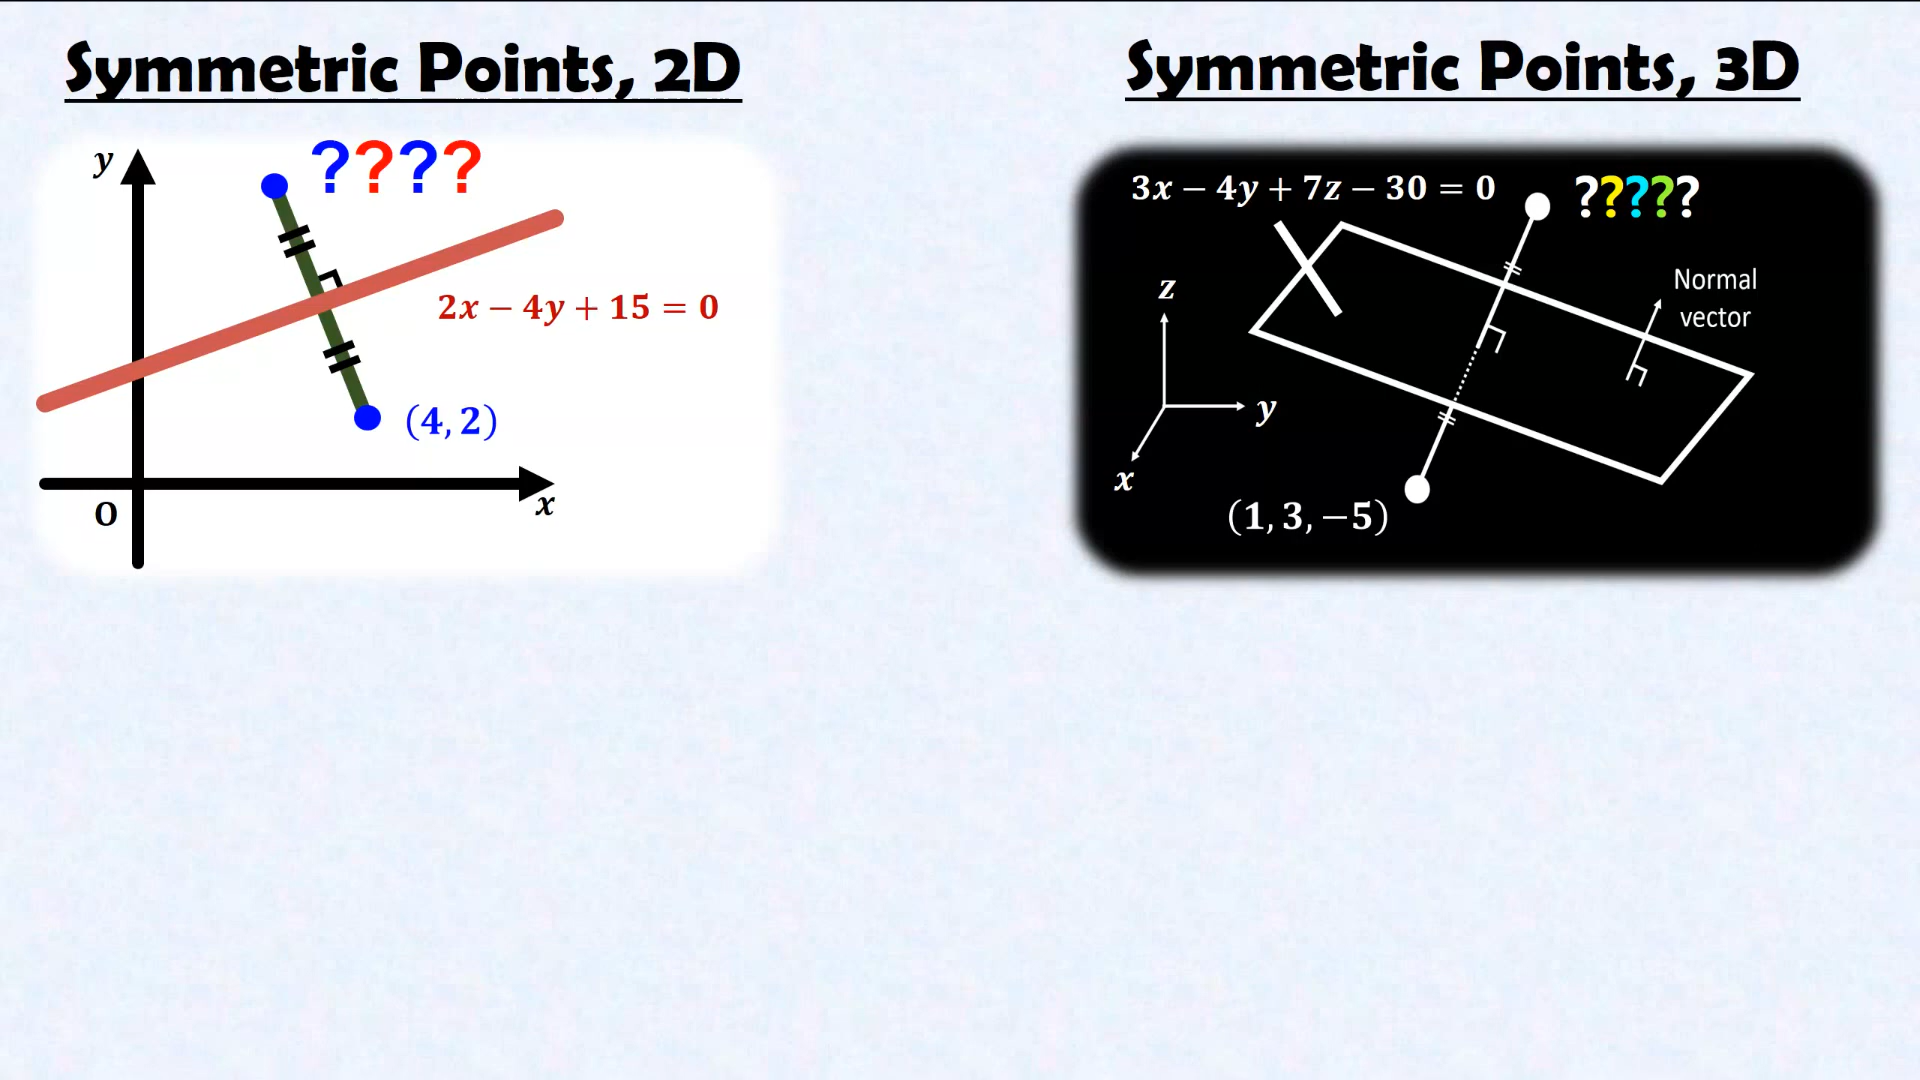 Symmetric Points, 2D
y
????
2x − 4y + 15 = 0
(4, 2)
O
x
Symmetric Points, 3D
3x − 4y + 7z − 30 = 0
?????
Normal
vector
z
y
x
(1, 3, −5)